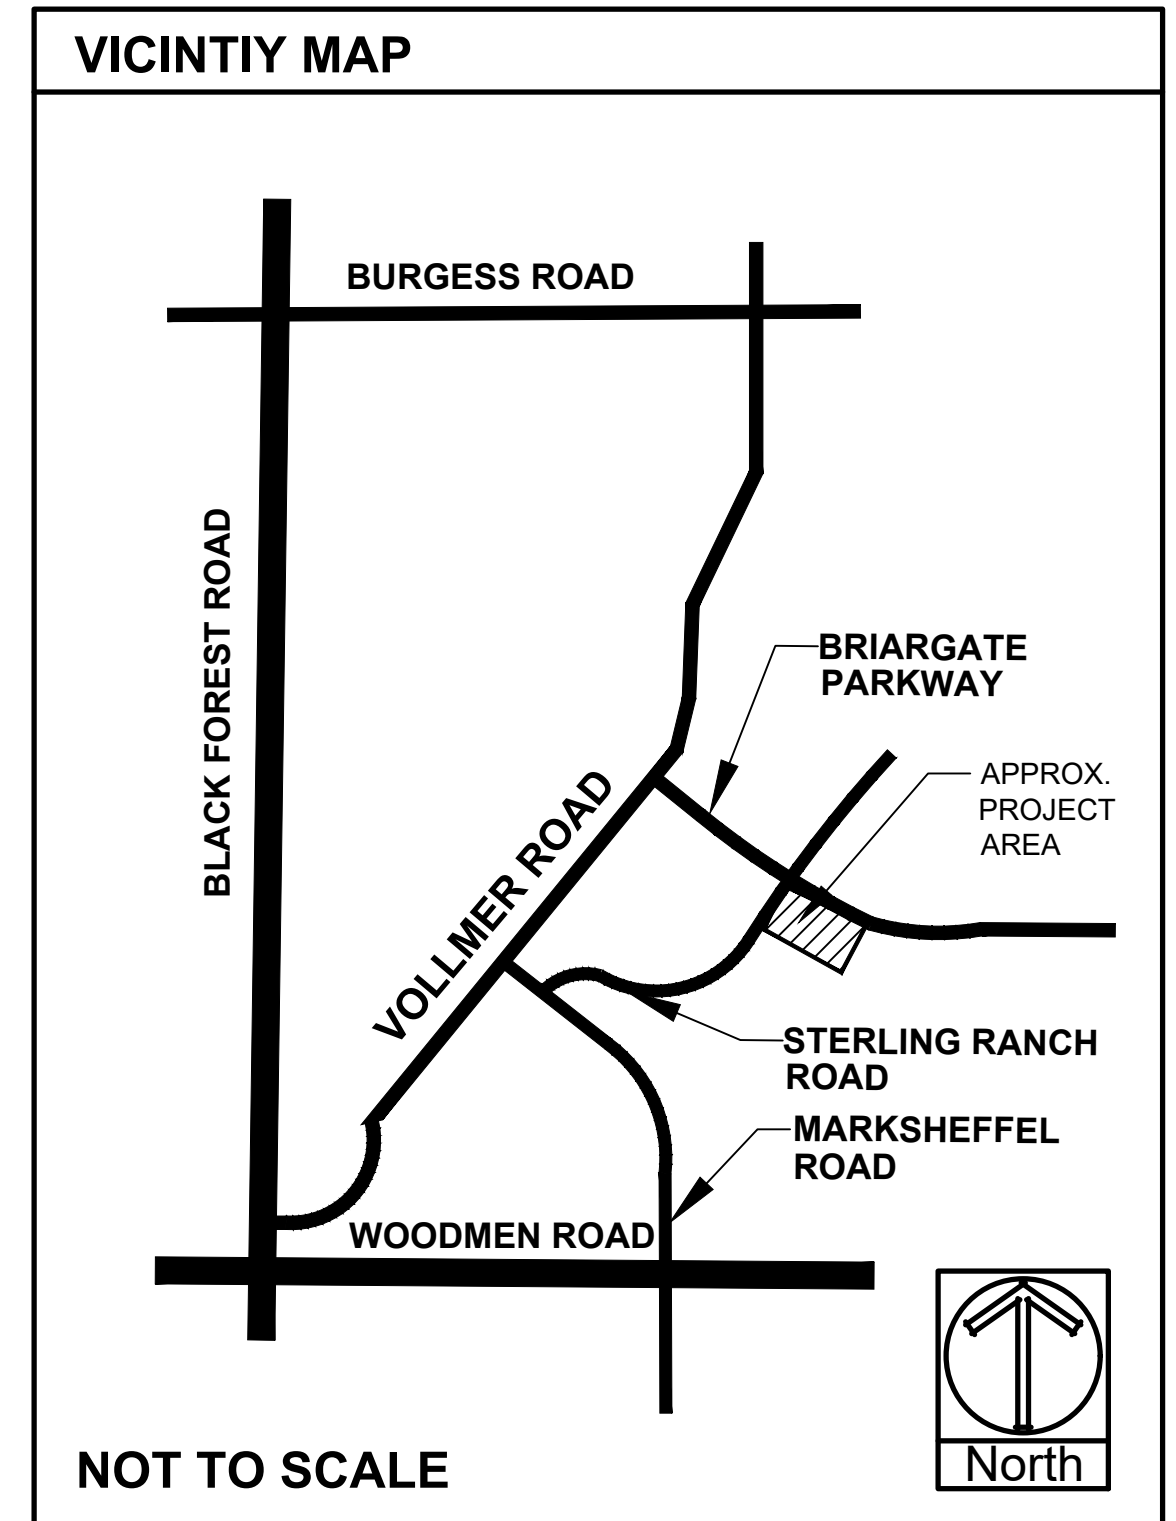 VICINTIY MAP
BURGESS ROAD
BLACK FOREST ROAD
BRIARGATE
PARKWAY
APPROX.
PROJECT
AREA
VOLLMER ROAD
STERLING RANCH
ROAD
MARKSHEFFEL
ROAD
WOODMEN ROAD
NOT TO SCALE
North